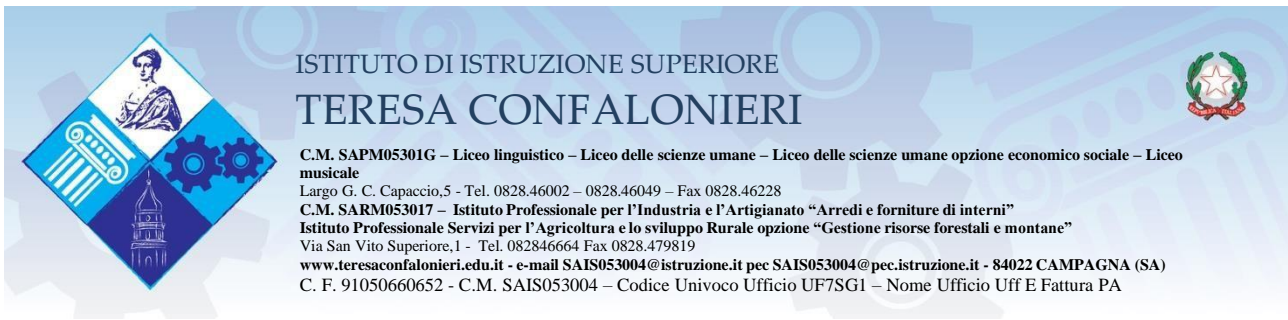 ISTITUTO DI ISTRUZIONE SUPERIORE
TERESA CONFALONIERI
C.M. SAPM05301G – Liceo linguistico – Liceo delle scienze umane – Liceo delle scienze umane opzione economico sociale – Liceo
musicale
Largo G. C. Capaccio,5 - Tel. 0828.46002 – 0828.46049 – Fax 0828.46228
C.M. SARM053017 – Istituto Professionale per l'Industria e l'Artigianato "Arredi e forniture di interni"
Istituto Professionale Servizi per l'Agricoltura e lo sviluppo Rurale opzione "Gestione risorse forestali e montane"
Via San Vito Superiore,1 - Tel. 082846664 Fax 0828.479819
www.teresaconfalonieri.edu.it - e-mail SAIS053004@istruzione.it pec SAIS053004@pec.istruzione.it - 84022 CAMPAGNA (SA)
C. F. 91050660652 - C.M. SAIS053004 – Codice Univoco Ufficio UF7SG1 – Nome Ufficio Uff E Fattura PA